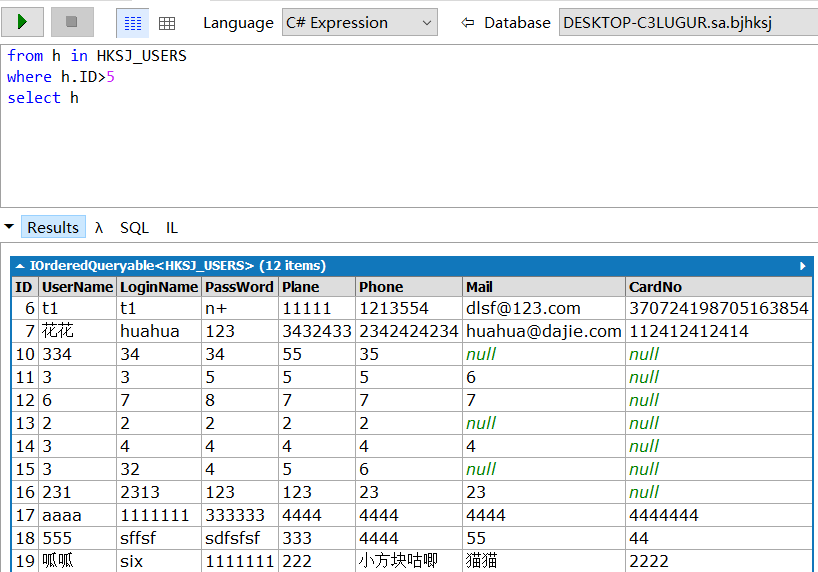 Language C# Expression Database DESKTOP-C3LUGUR.sa.bjhksj
from h in HKSJ_USERS
where h.ID>5
select h
Results λ SQL IL
IOrderedQueryable<HKSJ_USERS> (12 items)
ID UserName LoginName PassWord Plane Phone Mail CardNo
6 t1 t1 n+ 11111 1213554 dlsf@123.com 370724198705163854
7 花花 huahua 123 3432433 2342424234 huahua@dajie.com 112412412414
10 334 34 34 55 35 null null
11 3 3 5 5 5 6 null
12 6 7 8 7 7 7 null
13 2 2 2 2 2 null null
14 3 4 4 4 4 4 null
15 3 32 4 5 6 null null
16 231 2313 123 123 23 23 null
17 aaaa 1111111 333333 4444 4444 4444 4444444
18 555 sffsf sdfsfsf 333 4444 55 44
19 呱呱 six 1111111 222 小方块咕唧 猫猫 2222